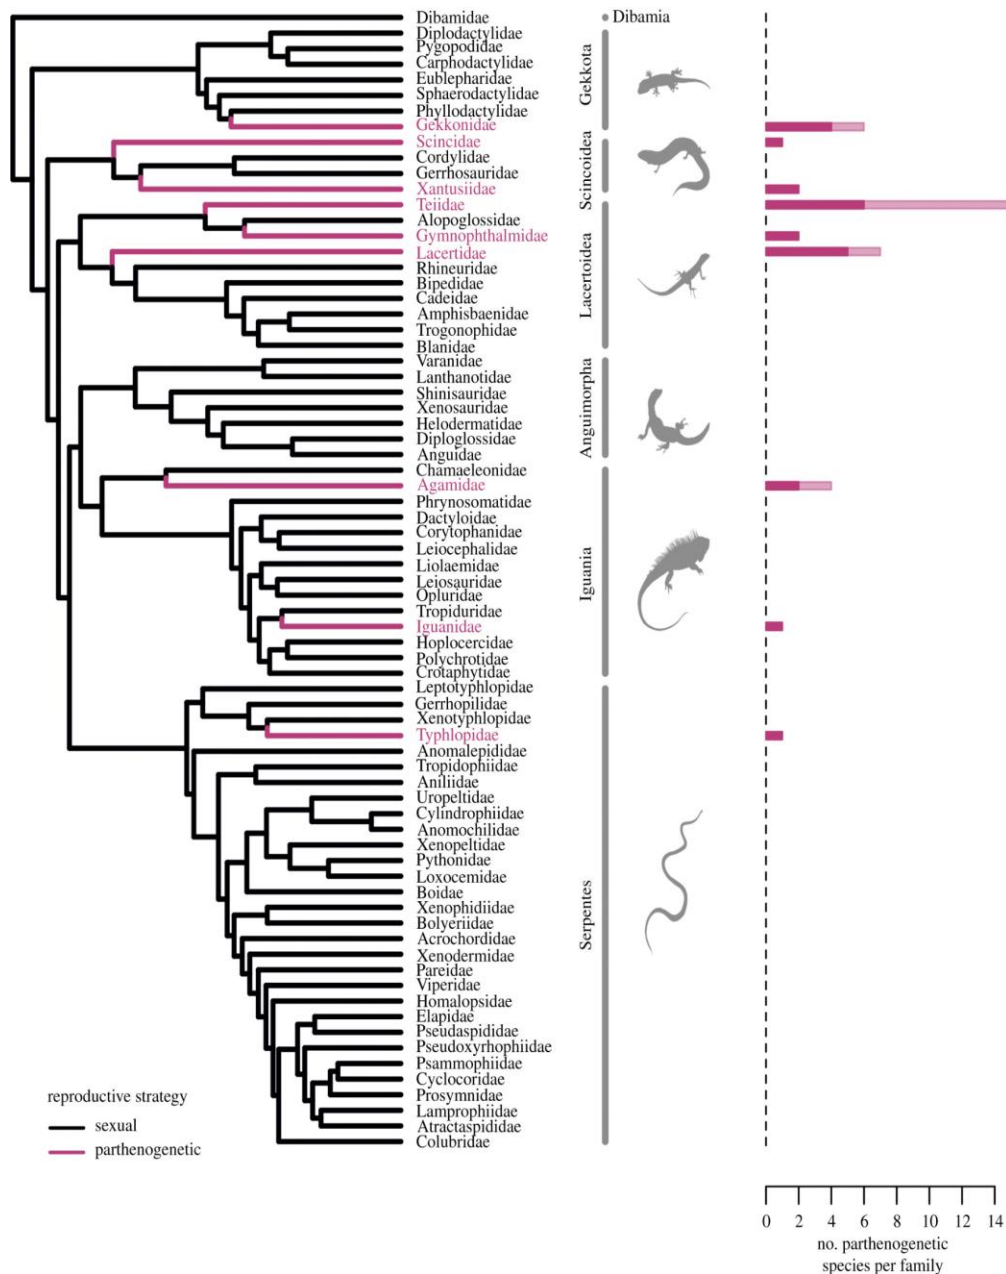 Dibamidae
Diplodactylidae
Pygopodidae
Carphodactylidae
Eublepharidae
Sphaerodactylidae
Phyllodactylidae
Gekkonidae
Scincidae
Cordylidae
Gerrhosauridae
Xantusiidae
Teiidae
Alopoglossidae
Gymnophthalmidae
Lacertidae
Rhineuridae
Bipedidae
Cadeidae
Amphisbaenidae
Trogonophidae
Blanidae
Varanidae
Lanthanotidae
Shinisauridae
Xenosauridae
Helodermatidae
Diploglossidae
Anguidae
Chamaeleonidae
Agamidae
Phrynosomatidae
Dactyloidae
Corytophanidae
Leiocephalidae
Liolaemidae
Leiosauridae
Opluridae
Tropiduridae
Iguanidae
Hoplocercidae
Polychrotidae
Crotaphytidae
Leptotyphlopidae
Gerrhopilidae
Xenotyphlopidae
Typhlopidae
Anomalepididae
Tropidophiidae
Aniliidae
Uropeltidae
Cylindrophiidae
Anomochilidae
Xenopeltidae
Pythonidae
Loxocemidae
Boidae
Xenophidiidae
Bolyeriidae
Acrochordidae
Xenodermidae
Pareidae
Viperidae
Homalopsidae
Elapidae
Pseudaspididae
Pseudoxyrhophiidae
Psammophiidae
Cyclocoridae
Prosymnidae
Lamprophiidae
Atractaspididae
Colubridae
Dibamia
Gekkota
Scincoidea
Lacertoidea
Anguimorpha
Iguania
Serpentes
reproductive strategy
sexual
parthenogenetic
0 2 4 6 8 10 12 14
no. parthenogenetic
species per family